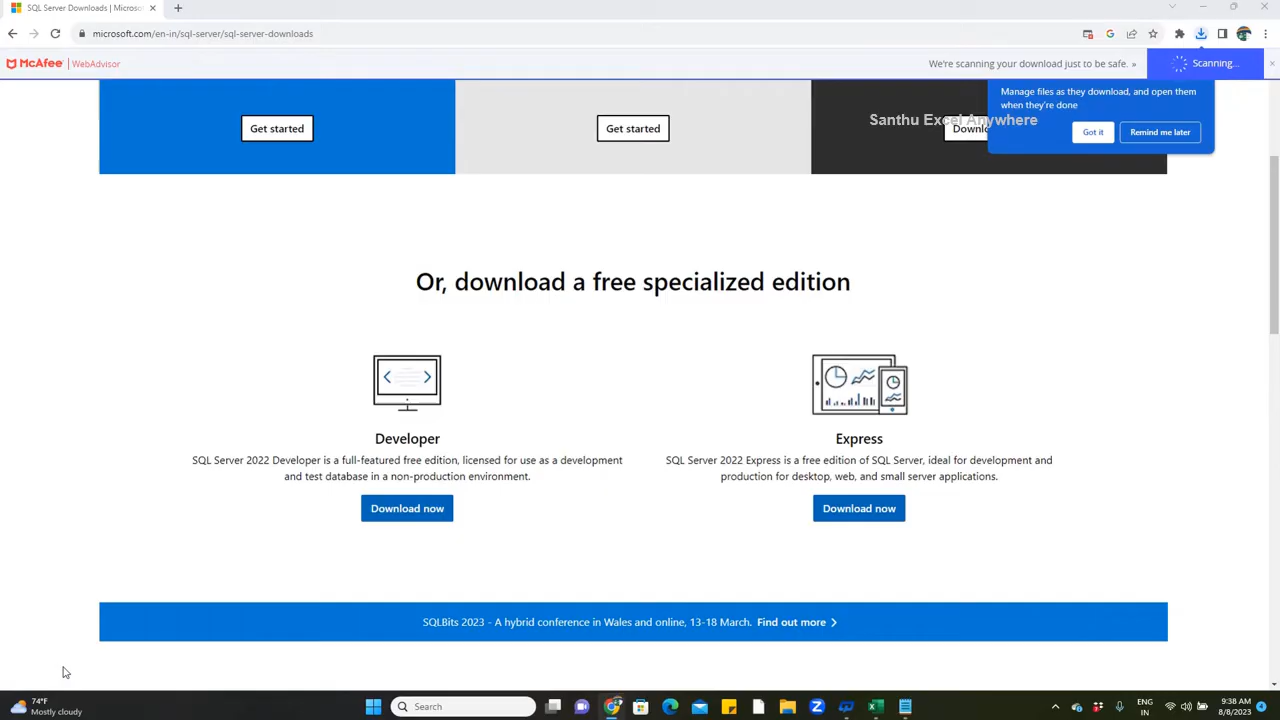 SQL Server Downloads | Microsof
microsoft.com/en-in/sql-server/sql-server-downloads
McAfee | WebAdvisor
We're scanning your download just to be safe. »
Scanning...
Manage files as they download, and open them
when they're done
Got it
Remind me later
Santhu Excel Anywhere
Get started
Get started
Downlo
Or, download a free specialized edition
Developer
SQL Server 2022 Developer is a full-featured free edition, licensed for use as a development
and test database in a non-production environment.
Download now
Express
SQL Server 2022 Express is a free edition of SQL Server, ideal for development and
production for desktop, web, and small server applications.
Download now
SQLBits 2023 - A hybrid conference in Wales and online, 13-18 March. Find out more
74°F
Mostly cloudy
Search
ENG
IN
9:38 AM
8/8/2023